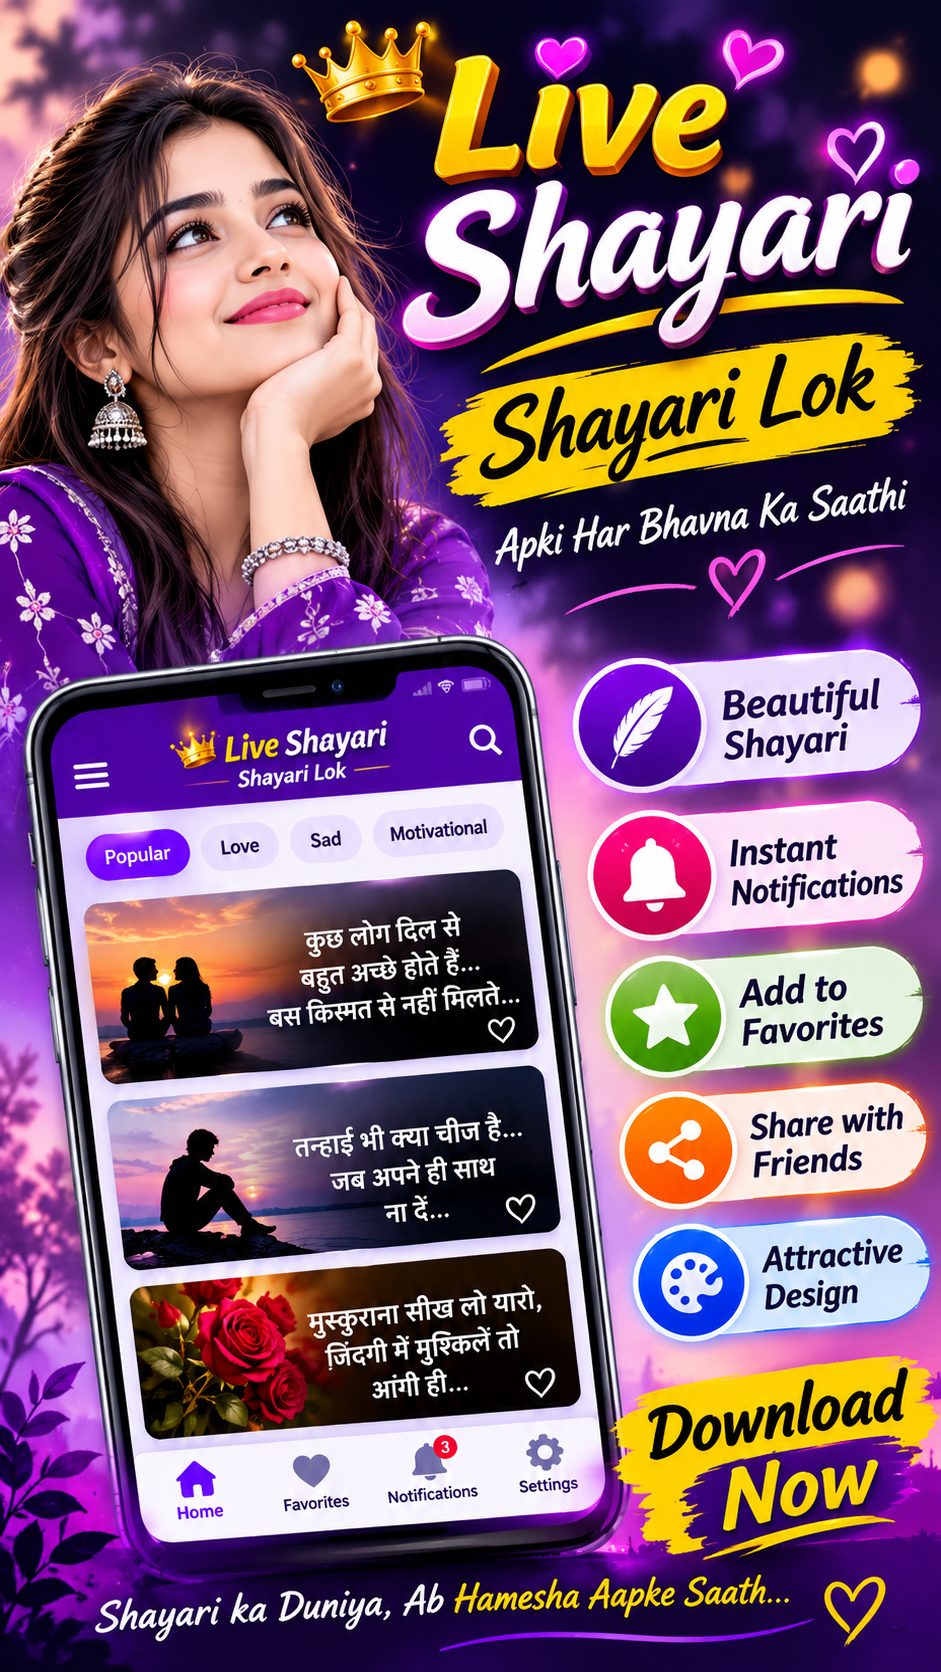 Live
Shayari
Shayari Lok
Apki Har Bhavna Ka Saathi
Live Shayari
Shayari Lok
Popular
Love
Sad
Motivational
कुछ लोग दिल से
बहुत अच्छे होते हैं...
बस किस्मत से नहीं मिलते...
तन्हाई भी क्या चीज है...
जब अपने ही साथ
ना दें...
मुस्कुराना सीख लो यारो,
ज़िंदगी में मुश्किलें तो
आंगी ही...
Home
Favorites
3
Notifications
Settings
Beautiful
Shayari
Instant
Notifications
Add to
Favorites
Share with
Friends
Attractive
Design
Download
Now
Shayari ka Duniya, Ab Hamesha Aapke Saath...